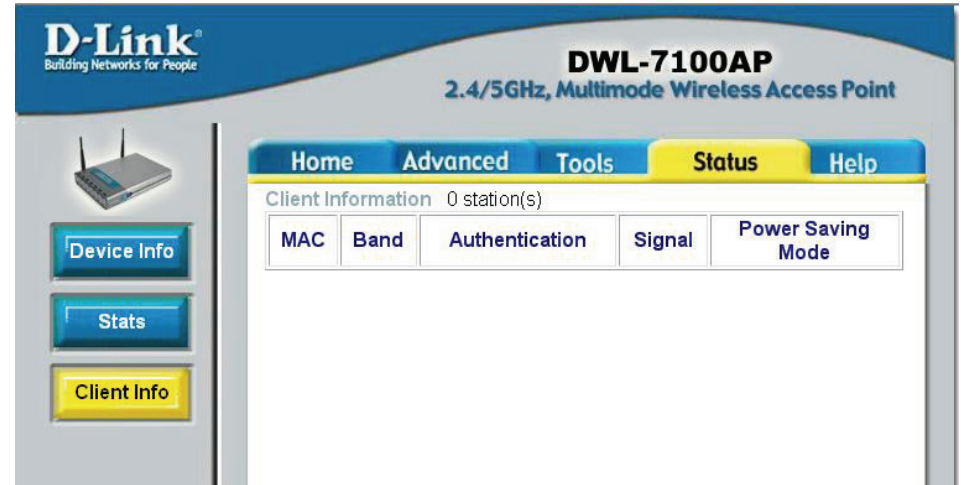 D-Link®
Building Networks for People
DWL-7100AP
2.4/5GHz, Multimode Wireless Access Point
Home Advanced Tools Status Help
Device Info
Stats
Client Info
Client Information 0 station(s)
MAC Band Authentication Signal Power Saving Mode